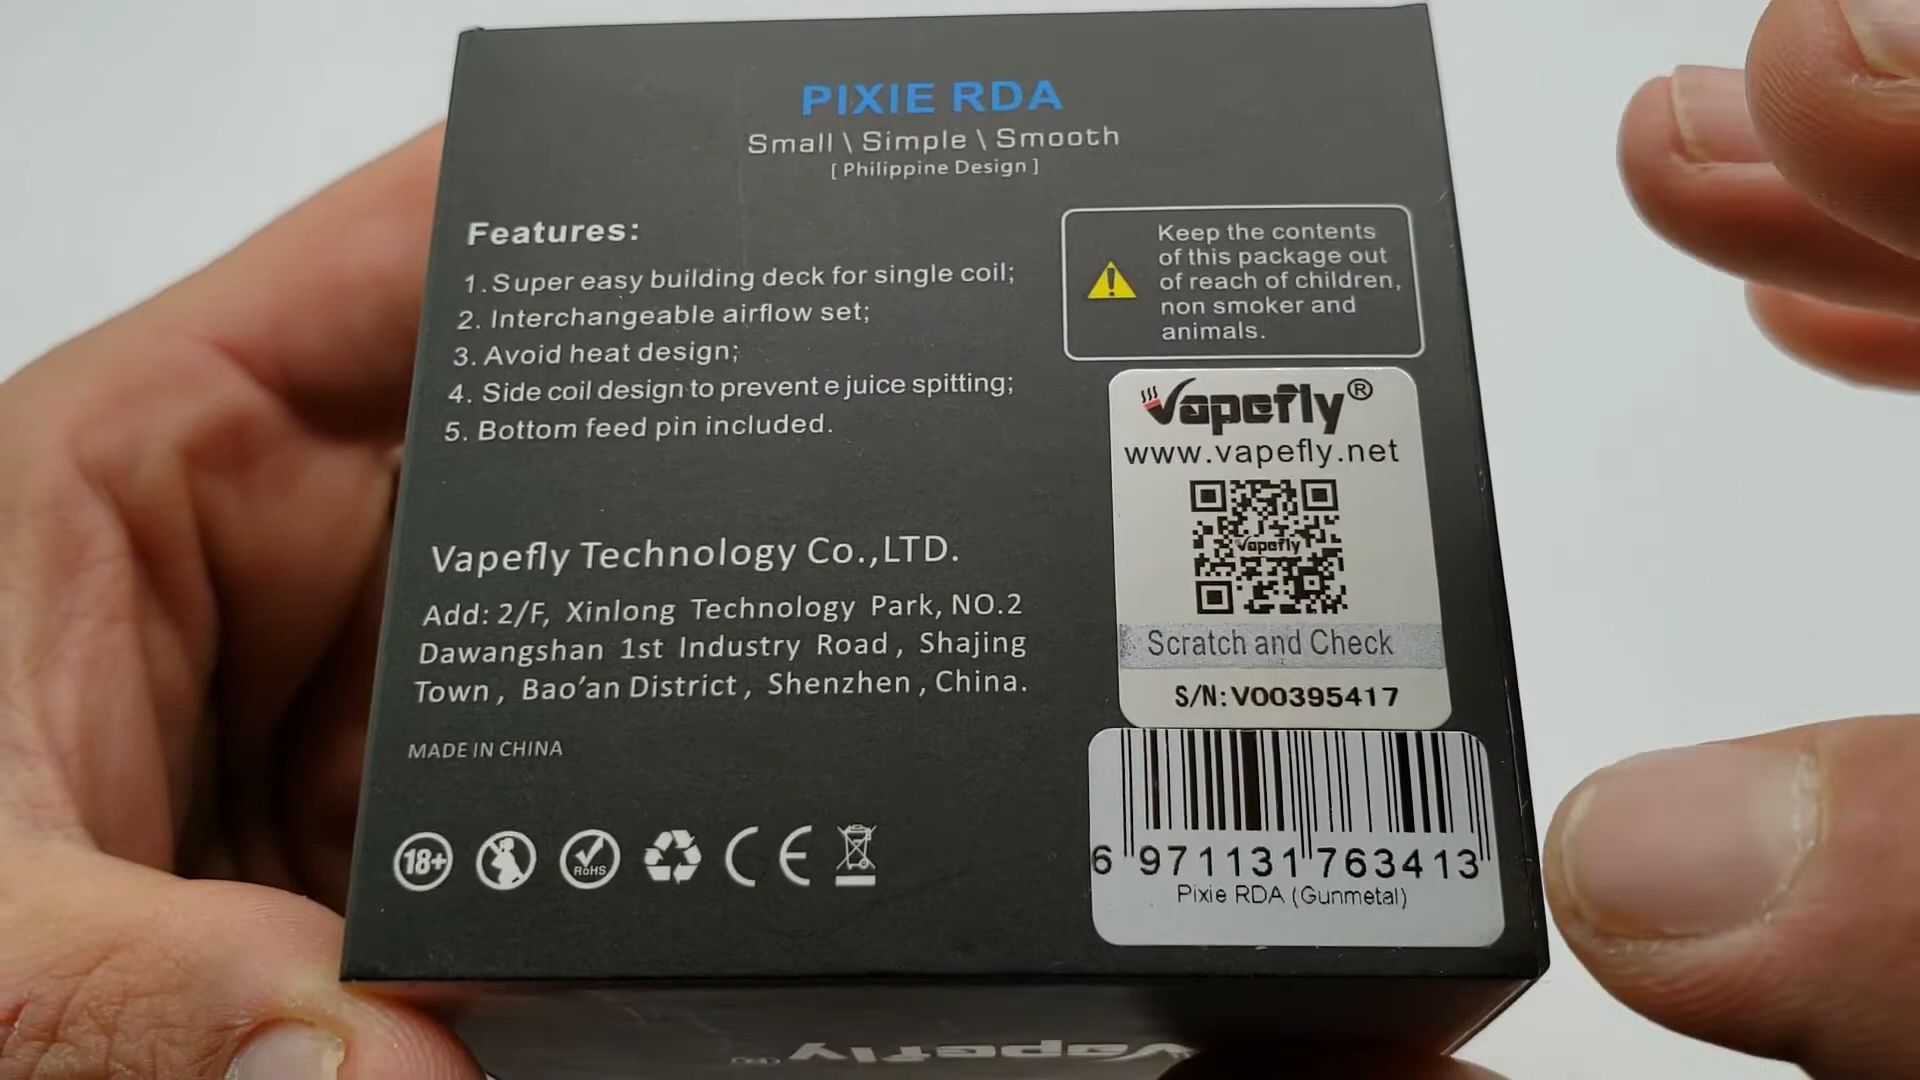 PIXIE RDA
Small \ Simple \ Smooth
[ Philippine Design ]
Features:
1. Super easy building deck for single coil;
2. Interchangeable airflow set;
3. Avoid heat design;
4. Side coil design to prevent e juice spitting;
5. Bottom feed pin included.
Keep the contents
of this package out
of reach of children,
non smoker and
animals.
Vapefly®
www.vapefly.net
Vapefly
Scratch and Check
S/N: V00395417
Vapefly Technology Co.,LTD.
Add: 2/F, Xinlong Technology Park, NO.2
Dawangshan 1st Industry Road, Shajing
Town, Bao’an District, Shenzhen, China.
MADE IN CHINA
18+
RoHS
CE
6 971131 763413
Pixie RDA (Gunmetal)
Vapefly